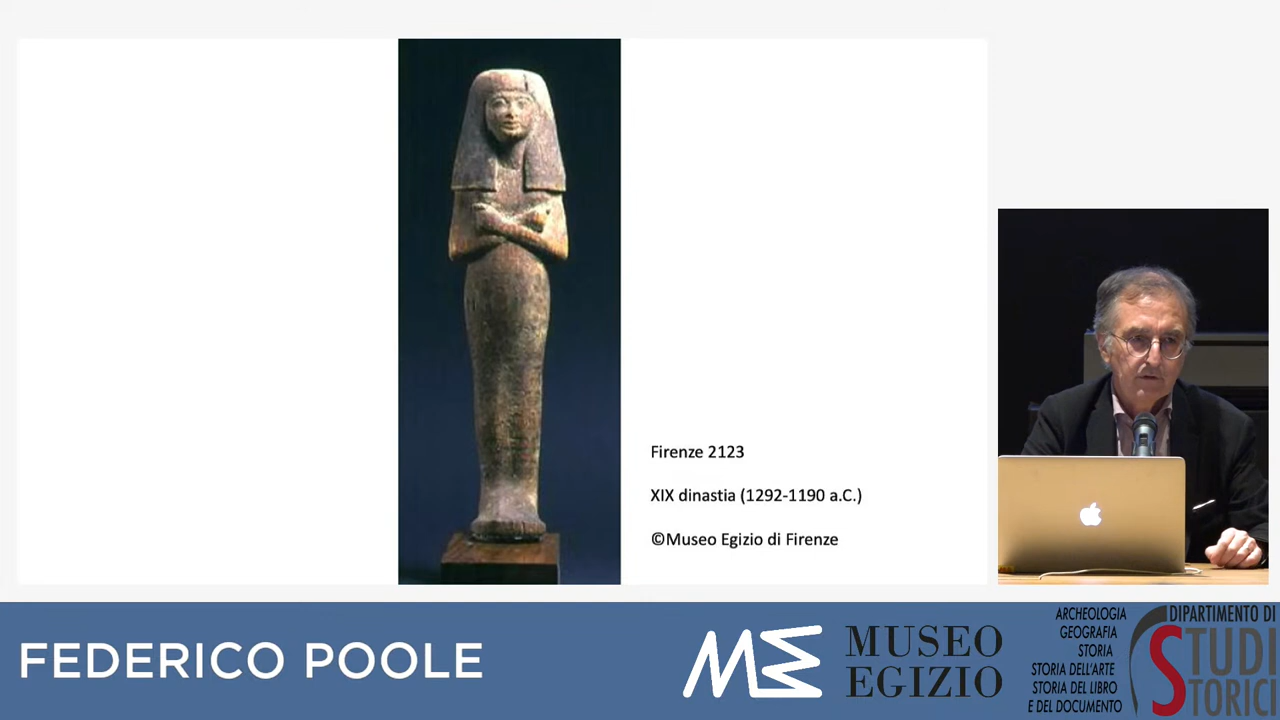 Firenze 2123
XIX dinastia (1292-1190 a.C.)
©Museo Egizio di Firenze
FEDERICO POOLE
MUSEO
EGIZIO
ARCHEOLOGIA
GEOGRAFIA
STORIA
STORIA DELL'ARTE
STORIA DEL LIBRO
E DEL DOCUMENTO
DIPARTIMENTO DI
STUDI
STORICI